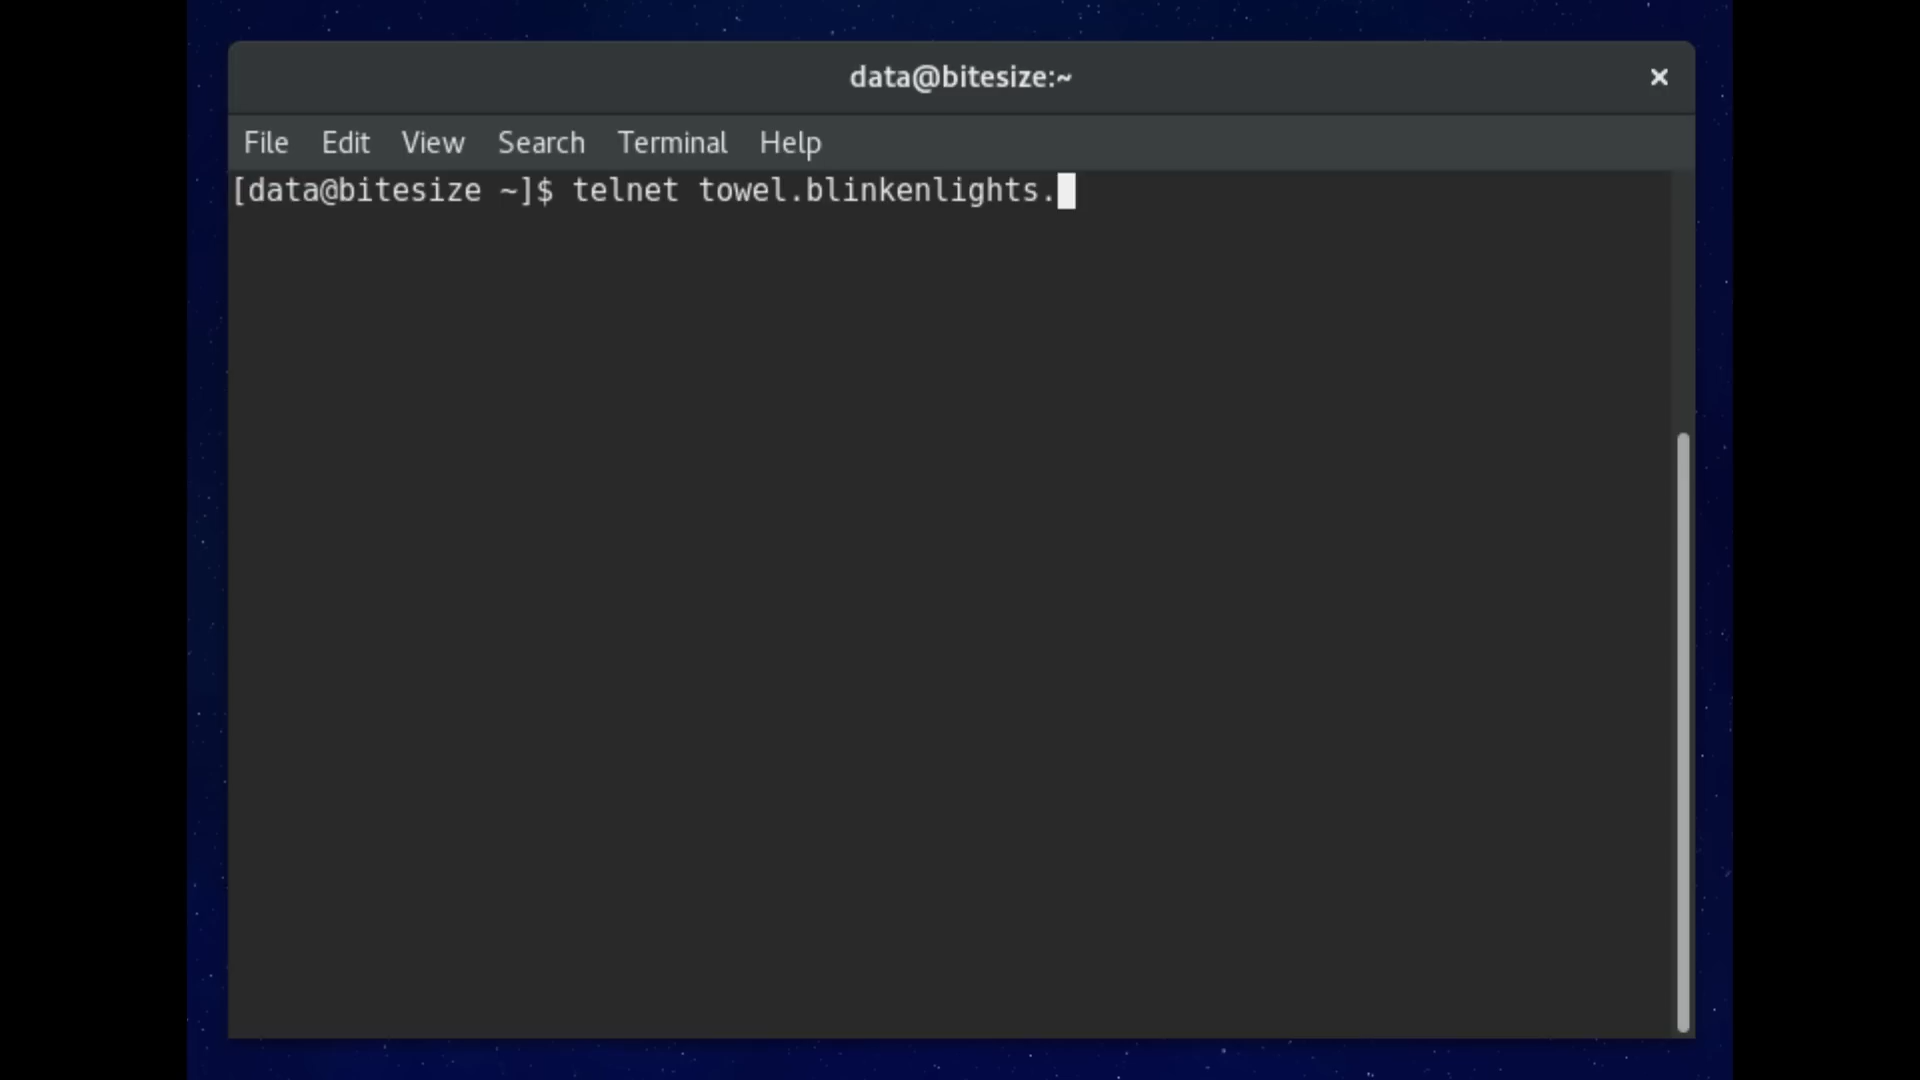 data@bitesize:~
File Edit View Search Terminal Help
[data@bitesize ~]$ telnet towel.blinkenlights.